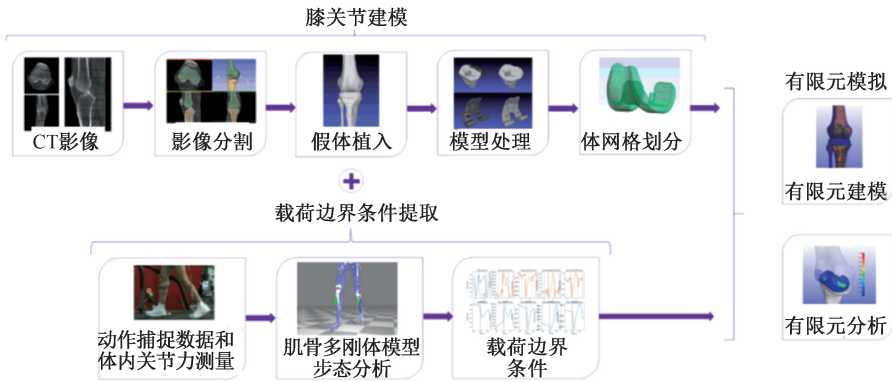 膝关节建模
CT影像
影像分割
假体植入
模型处理
体网格划分
有限元模拟
有限元建模
载荷边界条件提取
动作捕捉数据和
体内关节力测量
肌骨多刚体模型
步态分析
载荷边界
条件
有限元分析